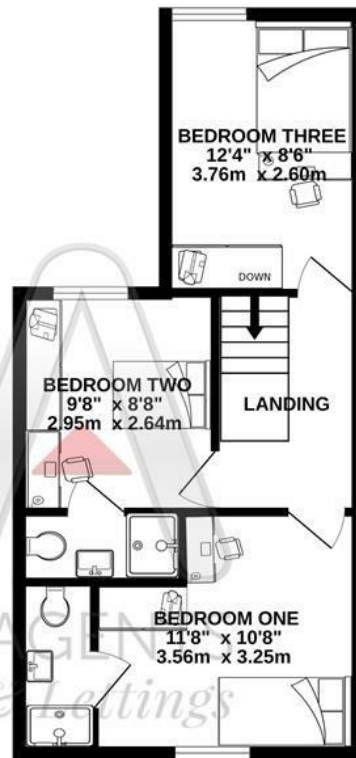 BEDROOM THREE
12'4" x 8'6"
3.76m x 2.60m
DOWN
BEDROOM TWO
9'8" x 8'8"
2.95m x 2.64m
LANDING
BEDROOM ONE
11'8" x 10'8"
3.56m x 3.25m
AGENTS
& Lettings